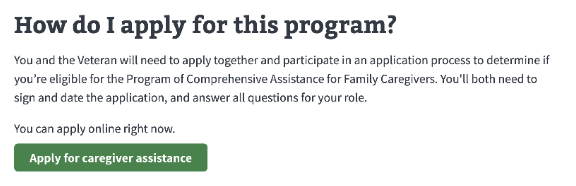 How do I apply for this program?
You and the Veteran will need to apply together and participate in an application process to determine if
you're eligible for the Program of Comprehensive Assistance for Family Caregivers. You'll both need to
sign and date the application, and answer all questions for your role.
You can apply online right now.
Apply for caregiver assistance